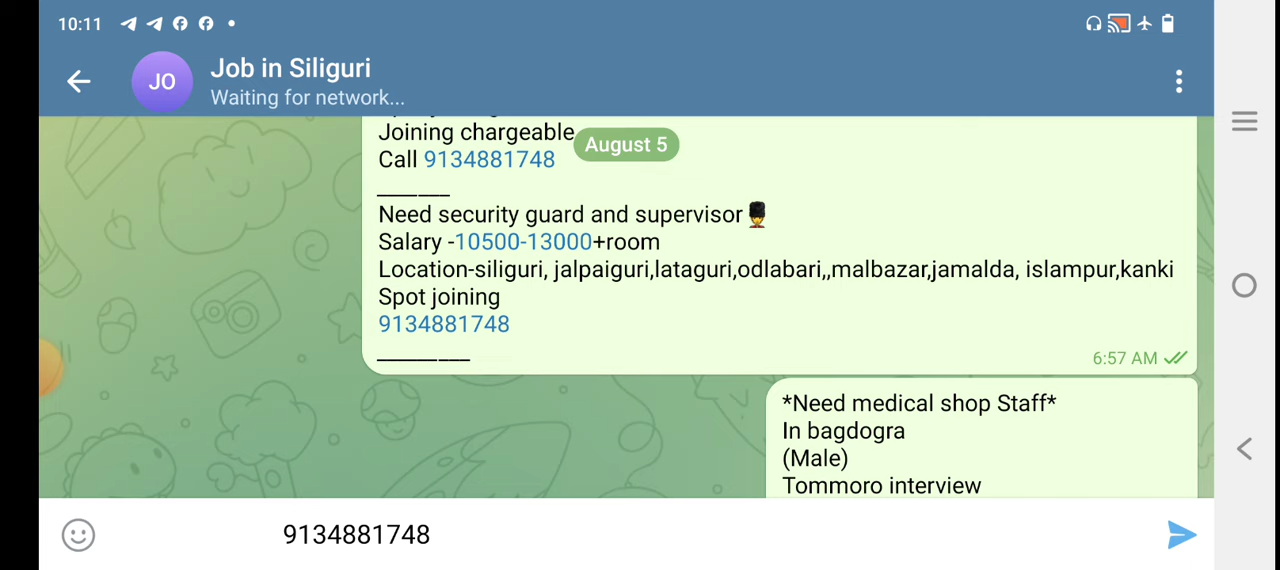 10:11
JO
Job in Siliguri
Waiting for network...
Joining chargeable
August 5
Call 9134881748
Need security guard and supervisor
Salary -10500-13000+room
Location-siliguri, jalpaiguri,lataguri,odlabari,,malbazar,jamalda, islampur,kanki
Spot joining
9134881748
6:57 AM
*Need medical shop Staff*
In bagdogra
(Male)
Tommoro interview
9134881748